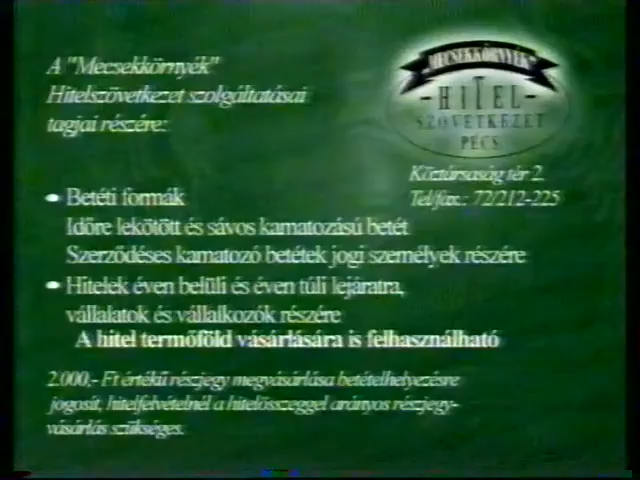 A "Mecsekkörnyék"
Hitelszövetkezet szolgáltatásai
tagjai részére:
"MECSEKKÖRNYÉK"
-HITEL-
SZÖVETKEZET
PÉCS
Köztársaság tér 2.
Tel/fax.: 72/212-225
Betéti formák
Időre lekötött és sávos kamatozású betét
Szerződéses kamatozó betétek jogi személyek részére
Hitelek éven belüli és éven túli lejáratra,
vállalatok és vállalkozók részére
A hitel termőföld vásárlására is felhasználható
2.000,- Ft értékű részjegy megvásárlása betételhelyezésre
jogosít, hitelfelvételnél a hitelösszeggel arányos részjegy-
vásárlás szükséges.